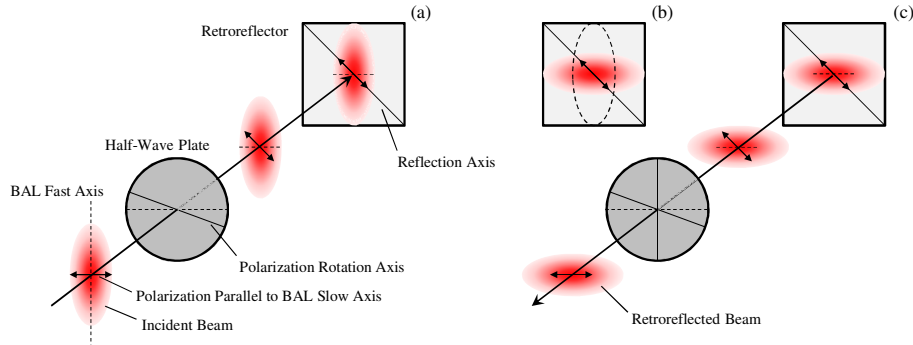 (a)
(b)
(c)
Retroreflector
Half-Wave Plate
Reflection Axis
BAL Fast Axis
Polarization Rotation Axis
Polarization Parallel to BAL Slow Axis
Incident Beam
Retroreflected Beam